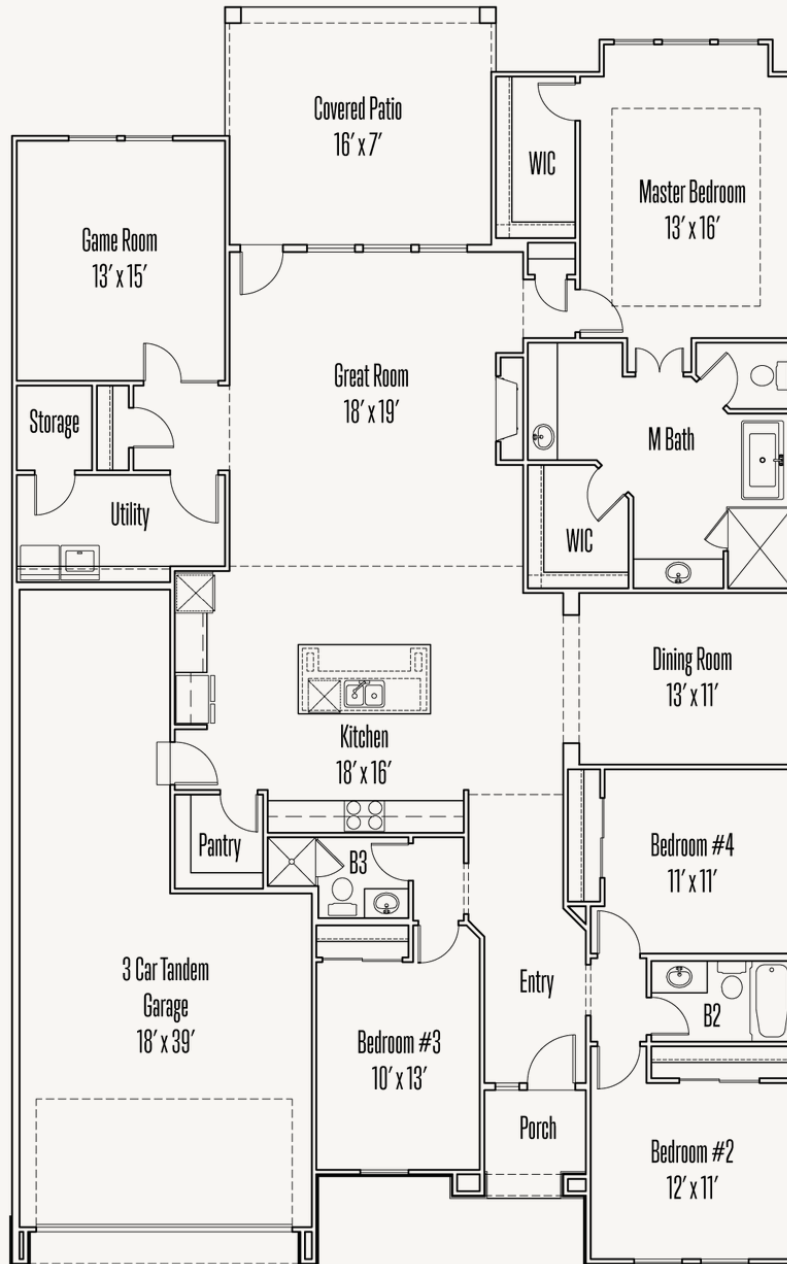 Covered Patio
16' x 7'
WIC
Master Bedroom
13' x 16'
Game Room
13' x 15'
Great Room
18' x 19'
Storage
M Bath
Utility
WIC
Dining Room
13' x 11'
Kitchen
18' x 16'
Pantry
B3
Bedroom #4
11' x 11'
3 Car Tandem
Garage
18' x 39'
Entry
B2
Bedroom #3
10' x 13'
Porch
Bedroom #2
12' x 11'